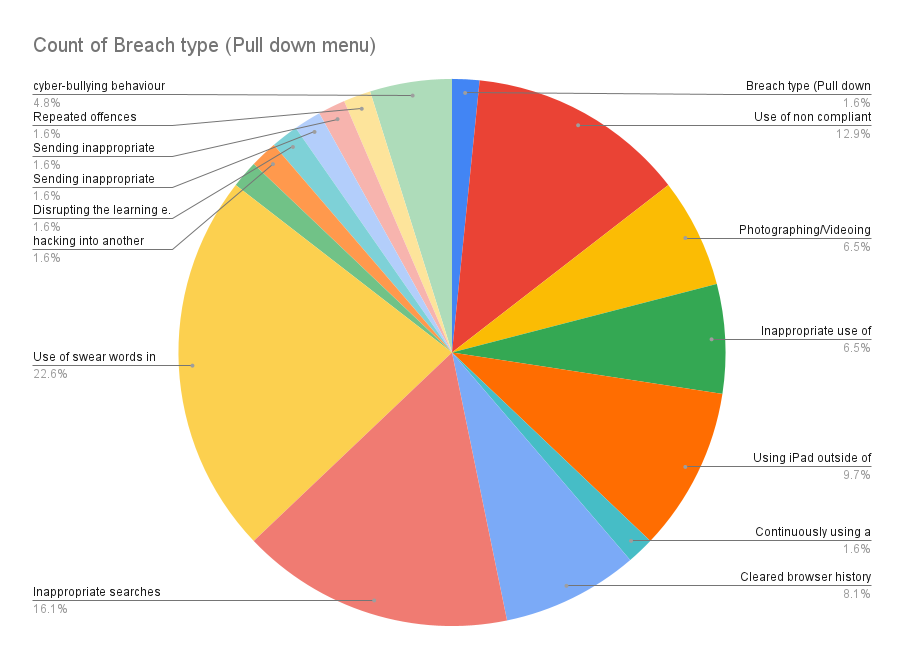 Count of Breach type (Pull down menu)
cyber-bullying behaviour
4.8%
Repeated offences
1.6%
Sending inappropriate
1.6%
Sending inappropriate
1.6%
Disrupting the learning e.
1.6%
hacking into another
1.6%
Use of swear words in
22.6%
Inappropriate searches
16.1%
Breach type (Pull down
1.6%
Use of non compliant
12.9%
Photographing/Videoing
6.5%
Inappropriate use of
6.5%
Using iPad outside of
9.7%
Continuously using a
1.6%
Cleared browser history
8.1%